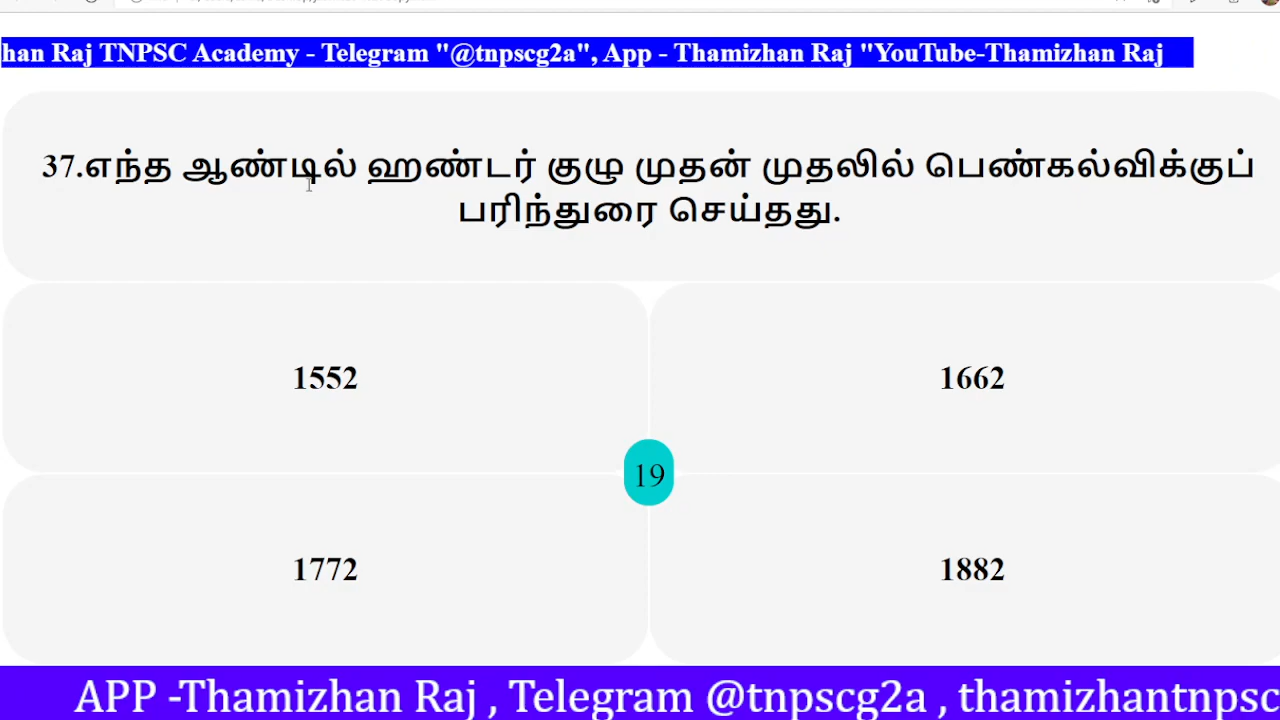 han Raj TNPSC Academy - Telegram "@tnpscg2a", App - Thamizhan Raj "YouTube-Thamizhan Raj
37.எந்த ஆண்டில் ஹண்டர் குழு முதன் முதலில் பெண்கல்விக்குப்
பரிந்துரை செய்தது.
1552
1662
19
1772
1882
APP -Thamizhan Raj , Telegram @tnpscg2a , thamizhantnpsc